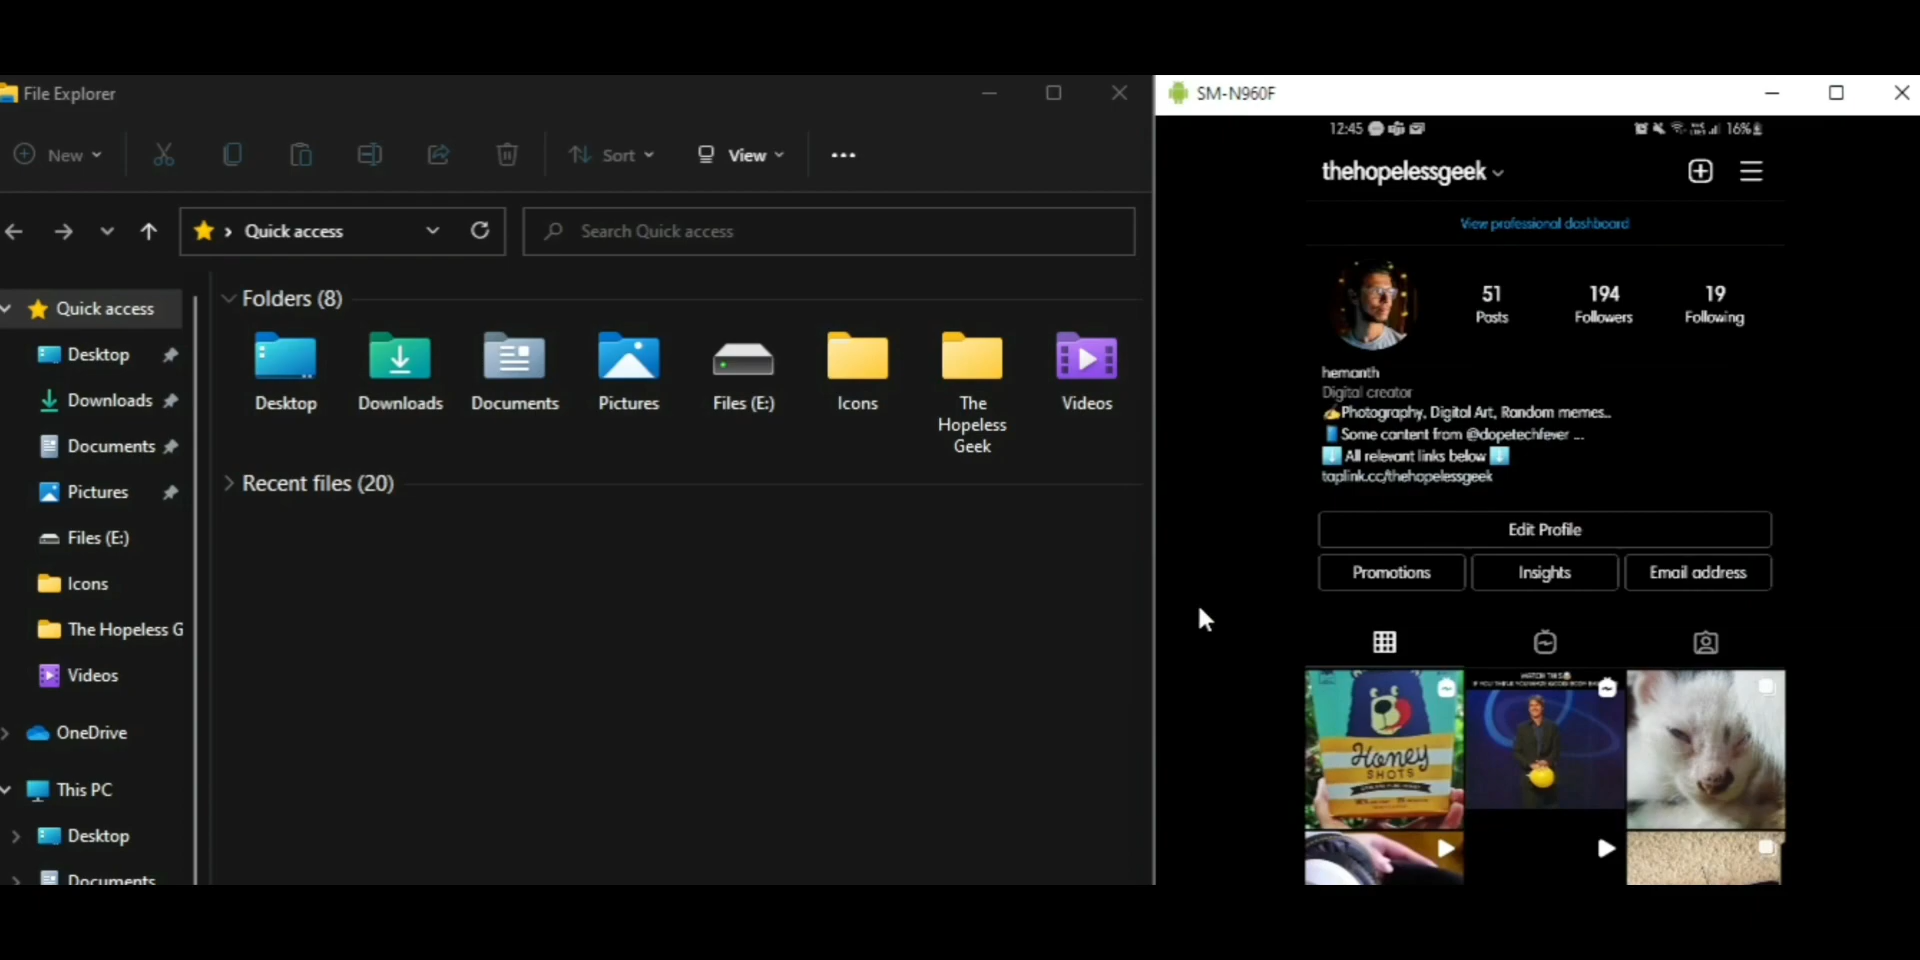 File Explorer
New
Sort
View
Quick access
Search Quick access
Quick access
Desktop
Downloads
Documents
Pictures
Files (E:)
Icons
The Hopeless G
Videos
OneDrive
This PC
Desktop
Documents
Folders (8)
Desktop
Downloads
Documents
Pictures
Files (E:)
Icons
The
Hopeless
Geek
Videos
Recent files (20)
SM-N960F
12:45
16%
thehopelessgeek
View professional dashboard
51
Posts
194
Followers
19
Following
hemanth
Digital creator
✍Photography, Digital Art, Random memes..
📘Some content from @dopetechfever ...
⬇️ All relevant links below ⬇️
taplink.cc/thehopelessgeek
Edit Profile
Promotions
Insights
Email address
Honey
SHOTS
WATCH THIS